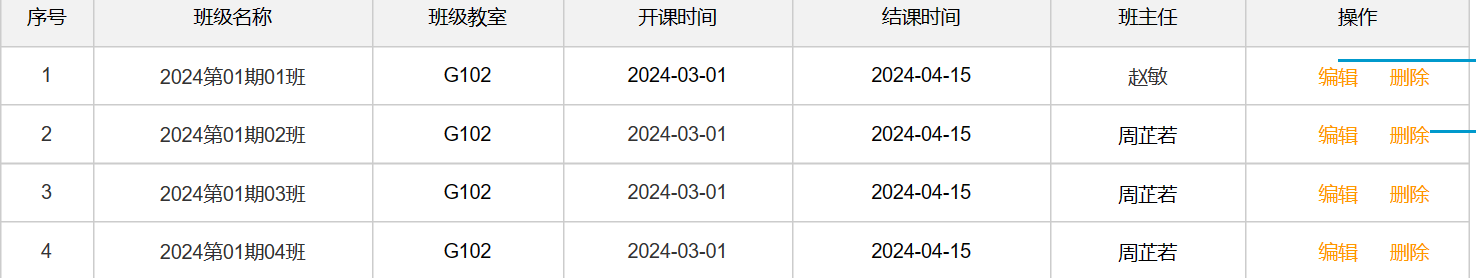 序号 班级名称 班级教室 开课时间 结课时间 班主任 操作
1 2024第01期01班 G102 2024-03-01 2024-04-15 赵敏 编辑 删除
2 2024第01期02班 G102 2024-03-01 2024-04-15 周芷若 编辑 删除
3 2024第01期03班 G102 2024-03-01 2024-04-15 周芷若 编辑 删除
4 2024第01期04班 G102 2024-03-01 2024-04-15 周芷若 编辑 删除